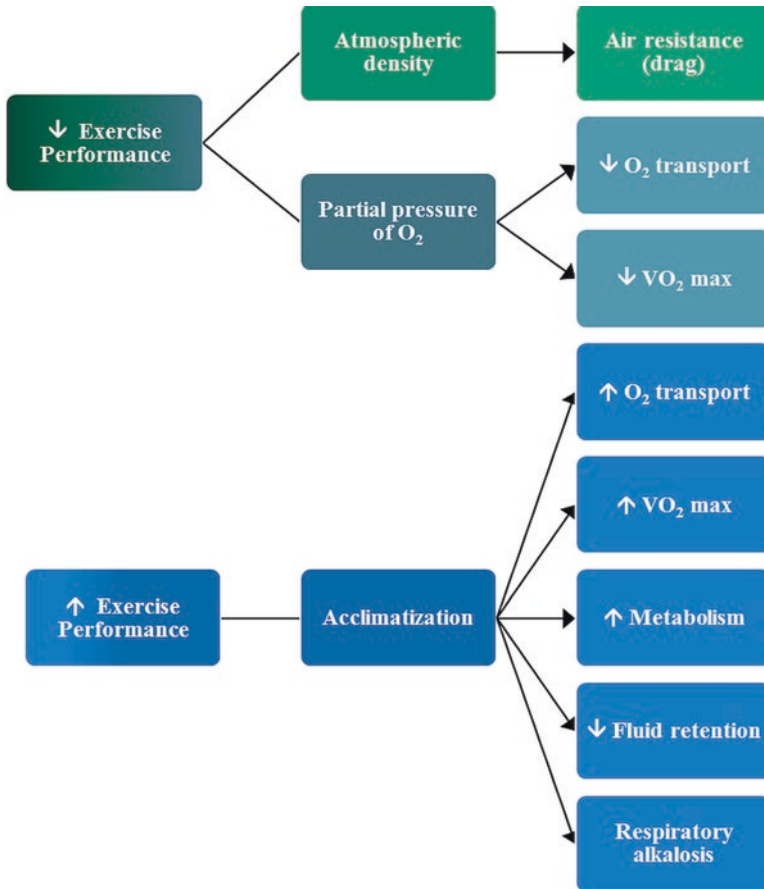 Atmospheric
density
Air resistance
(drag)
↓ Exercise
Performance
↓ O₂ transport
Partial pressure
of O₂
↓ VO₂ max
↑ O₂ transport
↑ VO₂ max
↑ Exercise
Performance
Acclimatization
↑ Metabolism
↓ Fluid retention
Respiratory
alkalosis